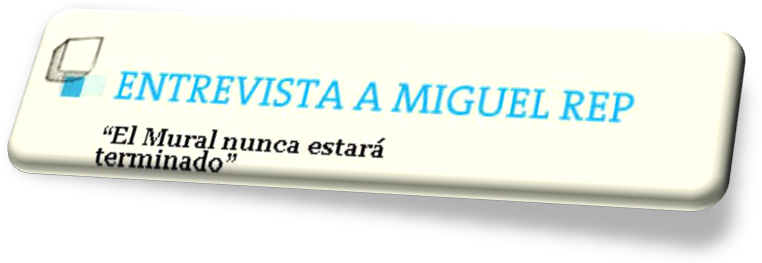 ENTREVISTA A MIGUEL REP
“El Mural nunca estará
terminado”